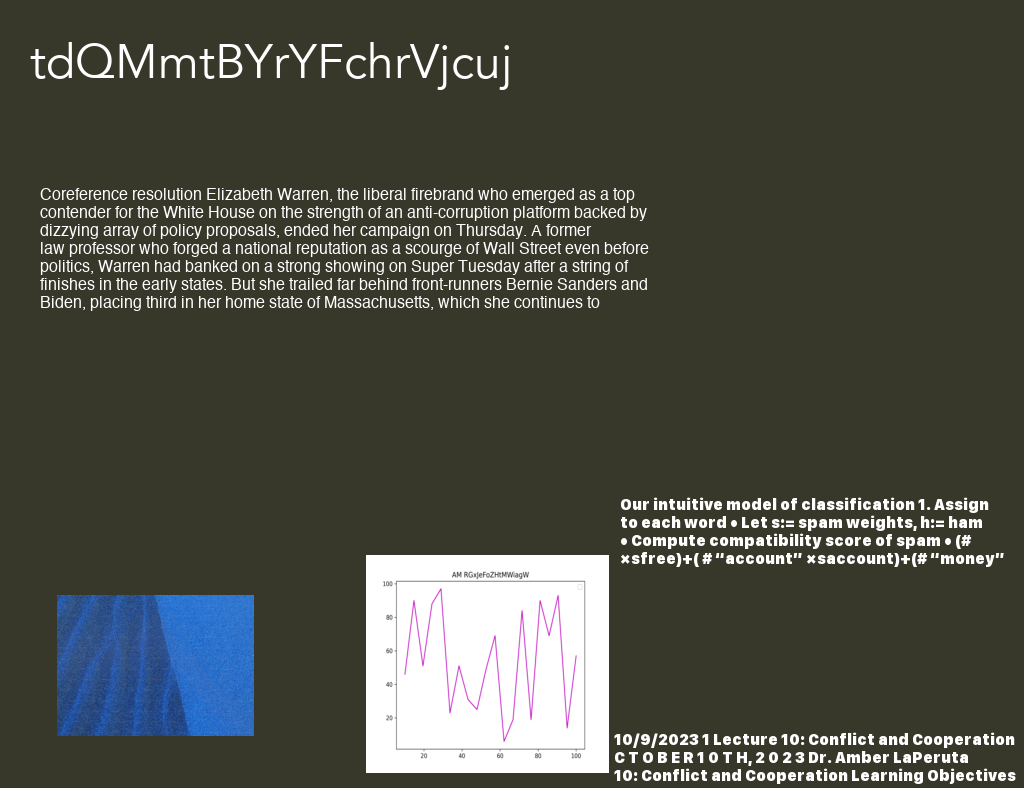 tdQMmtBYrYFchrVjcuj
Coreference resolution Elizabeth Warren, the liberal firebrand who emerged as a top
contender for the White House on the strength of an anti-corruption platform backed by
dizzying array of policy proposals, ended her campaign on Thursday. A former
law professor who forged a national reputation as a scourge of Wall Street even before
politics, Warren had banked on a strong showing on Super Tuesday after a string of
finishes in the early states. But she trailed far behind front-runners Bernie Sanders and
Biden, placing third in her home state of Massachusetts, which she continues to
Our intuitive model of classification 1. Assign
to each word • Let s:= spam weights, h:= ham
• Compute compatibility score of spam • (#
×sfree)+( # “account” ×saccount)+(# “money”
AM RGxJeFoZHtMWiagW
100
80
60
40
20
20 40 60 80 100
10/9/2023 1 Lecture 10: Conflict and Cooperation
C T O B E R 1 0 T H, 2 0 2 3 Dr. Amber LaPeruta
10: Conflict and Cooperation Learning Objectives